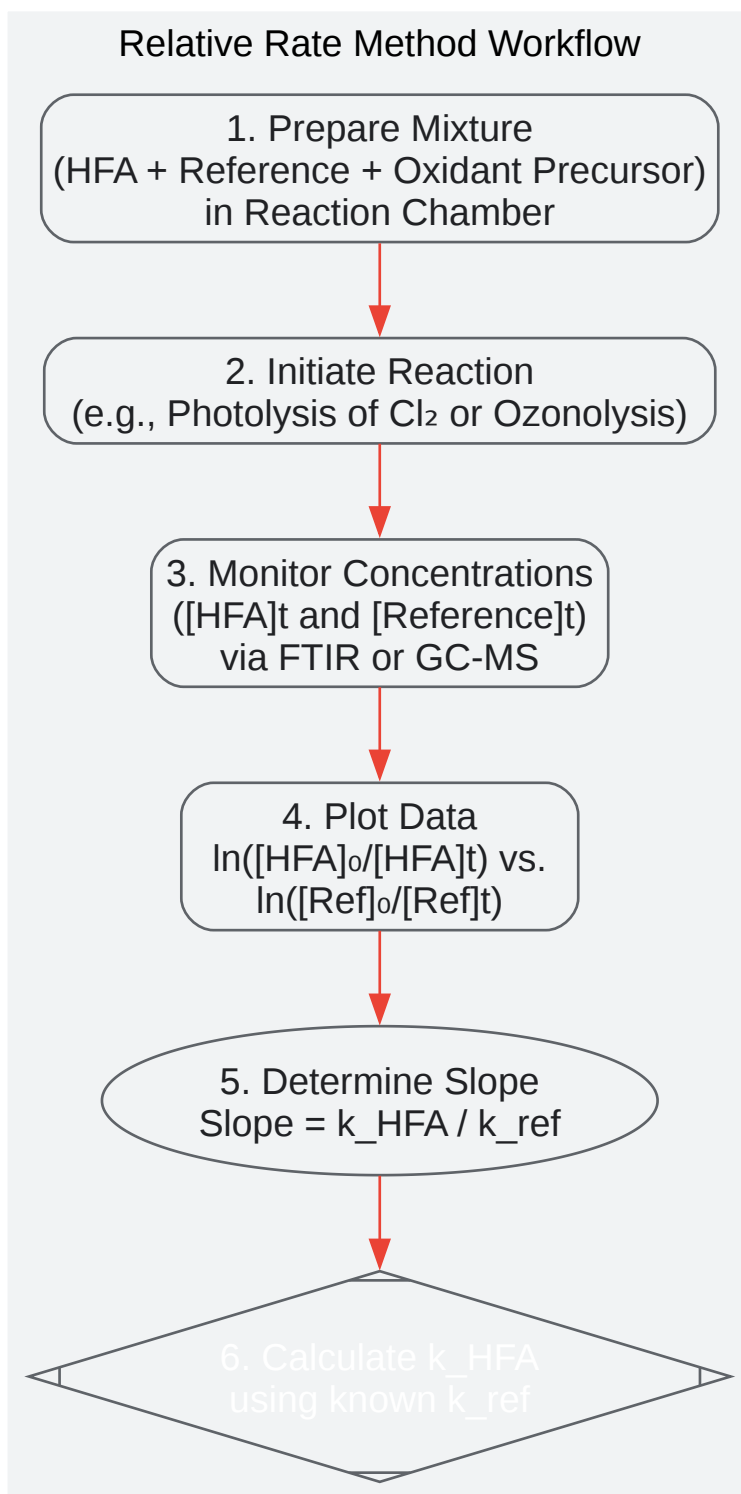 Relative Rate Method Workflow
1. Prepare Mixture
(HFA + Reference + Oxidant Precursor)
in Reaction Chamber
2. Initiate Reaction
(e.g., Photolysis of Cl₂ or Ozonolysis)
3. Monitor Concentrations
([HFA]t and [Reference]t)
via FTIR or GC-MS
4. Plot Data
ln([HFA]₀/[HFA]t) vs.
ln([Ref]₀/[Ref]t)
5. Determine Slope
Slope = k_HFA / k_ref
6. Calculate k_HFA
using known k_ref